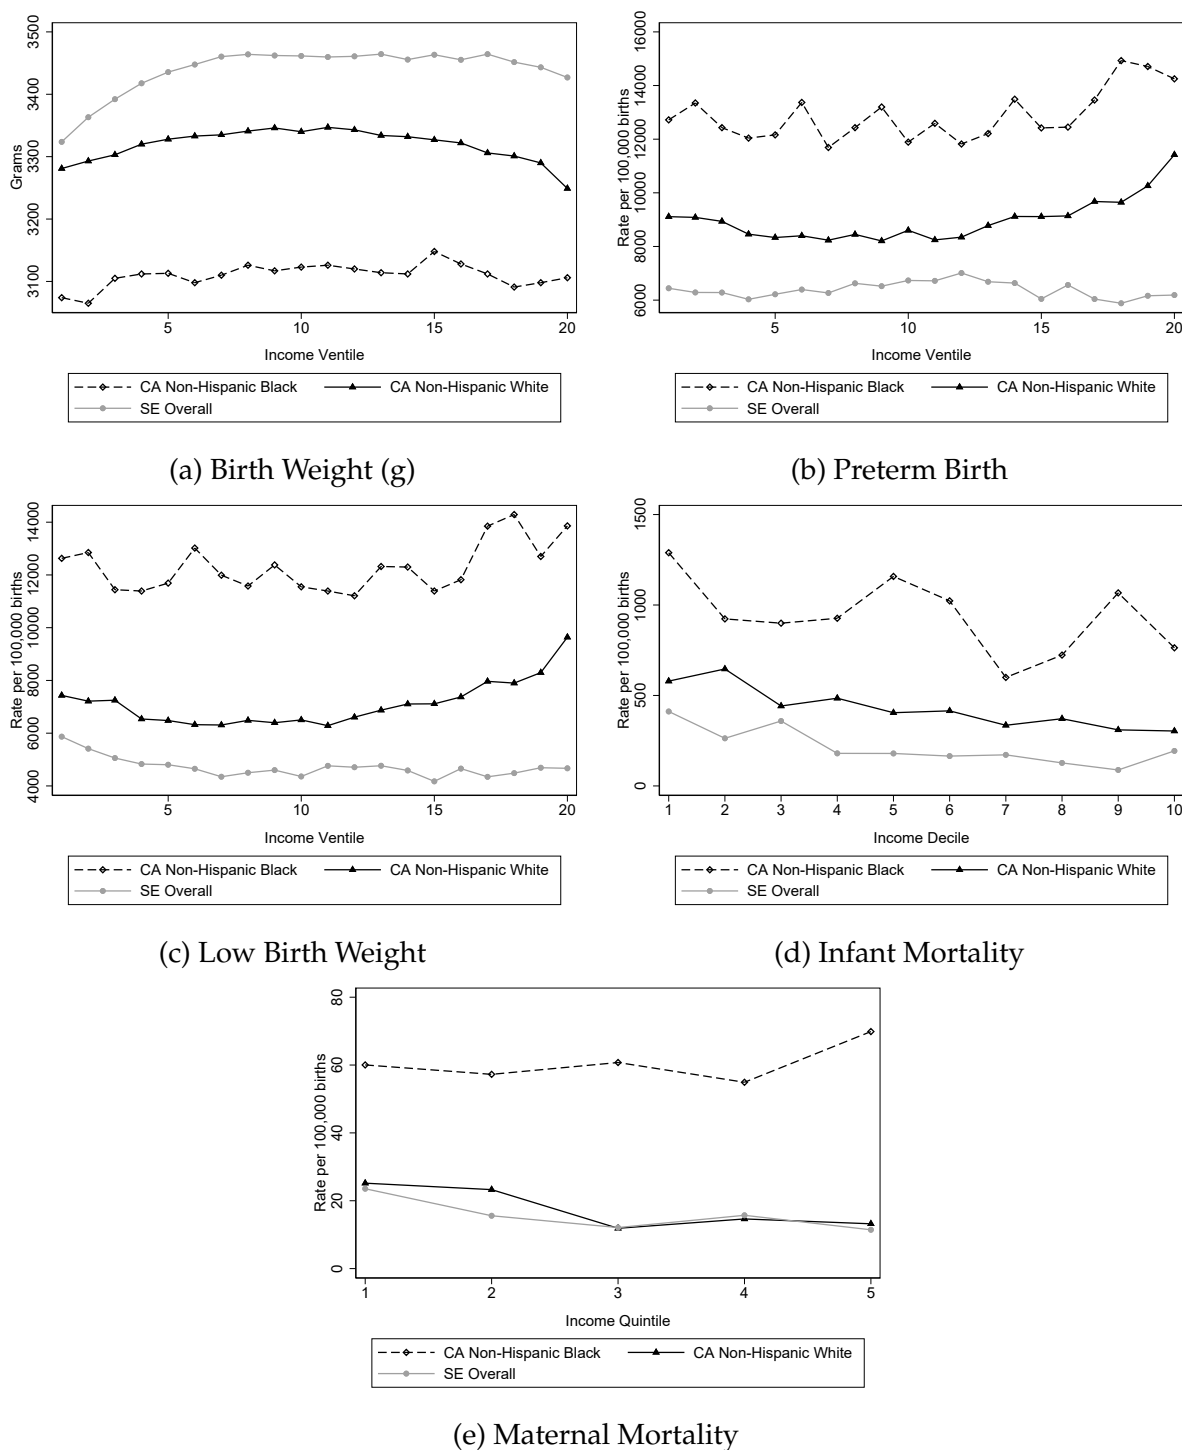 3500
3400
3300
3200
3100
Grams
5
10
15
20
Income Ventile
CA Non-Hispanic Black
CA Non-Hispanic White
SE Overall
(a) Birth Weight (g)
16000
14000
12000
10000
8000
6000
Rate per 100,000 births
5
10
15
20
Income Ventile
CA Non-Hispanic Black
CA Non-Hispanic White
SE Overall
(b) Preterm Birth
14000
12000
10000
8000
6000
4000
Rate per 100,000 births
5
10
15
20
Income Ventile
CA Non-Hispanic Black
CA Non-Hispanic White
SE Overall
(c) Low Birth Weight
1500
1000
500
0
Rate per 100,000 births
1
2
3
4
5
6
7
8
9
10
Income Decile
CA Non-Hispanic Black
CA Non-Hispanic White
SE Overall
(d) Infant Mortality
80
60
40
20
0
Rate per 100,000 births
1
2
3
4
5
Income Quintile
CA Non-Hispanic Black
CA Non-Hispanic White
SE Overall
(e) Maternal Mortality